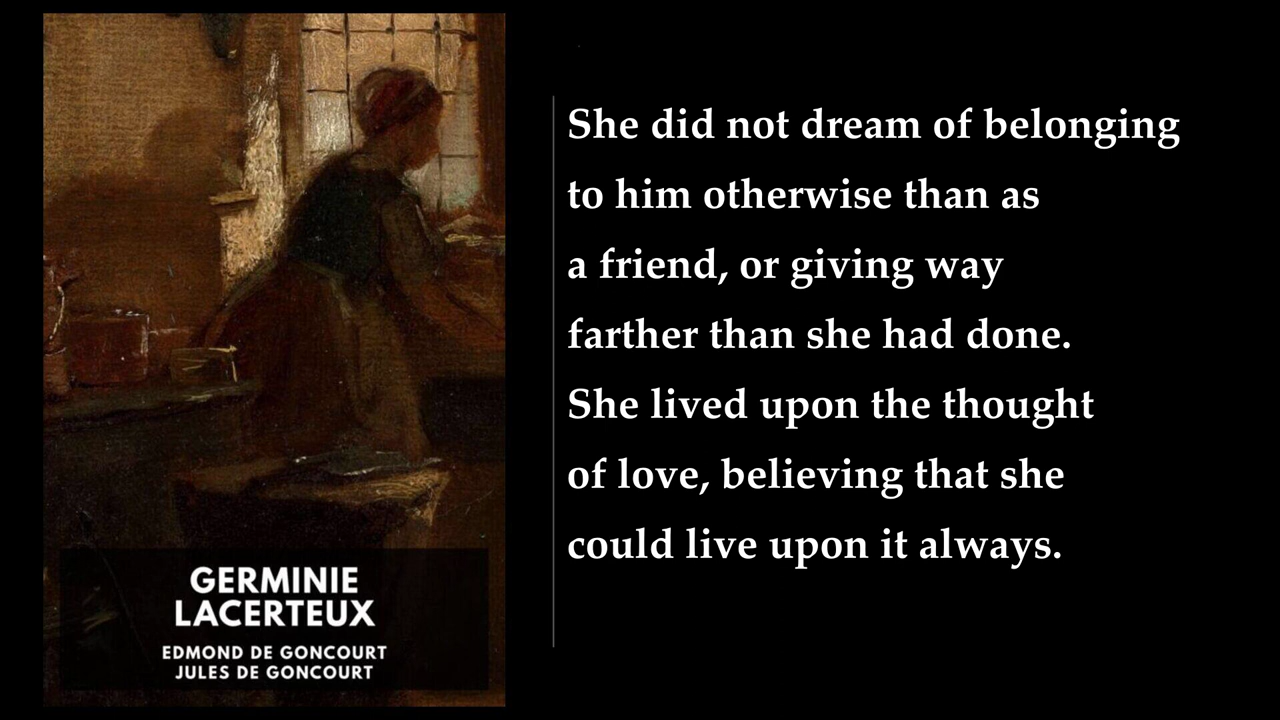 She did not dream of belonging
to him otherwise than as
a friend, or giving way
farther than she had done.
She lived upon the thought
of love, believing that she
could live upon it always.
GERMINIE
LACERTEUX
EDMOND DE GONCOURT
JULES DE GONCOURT